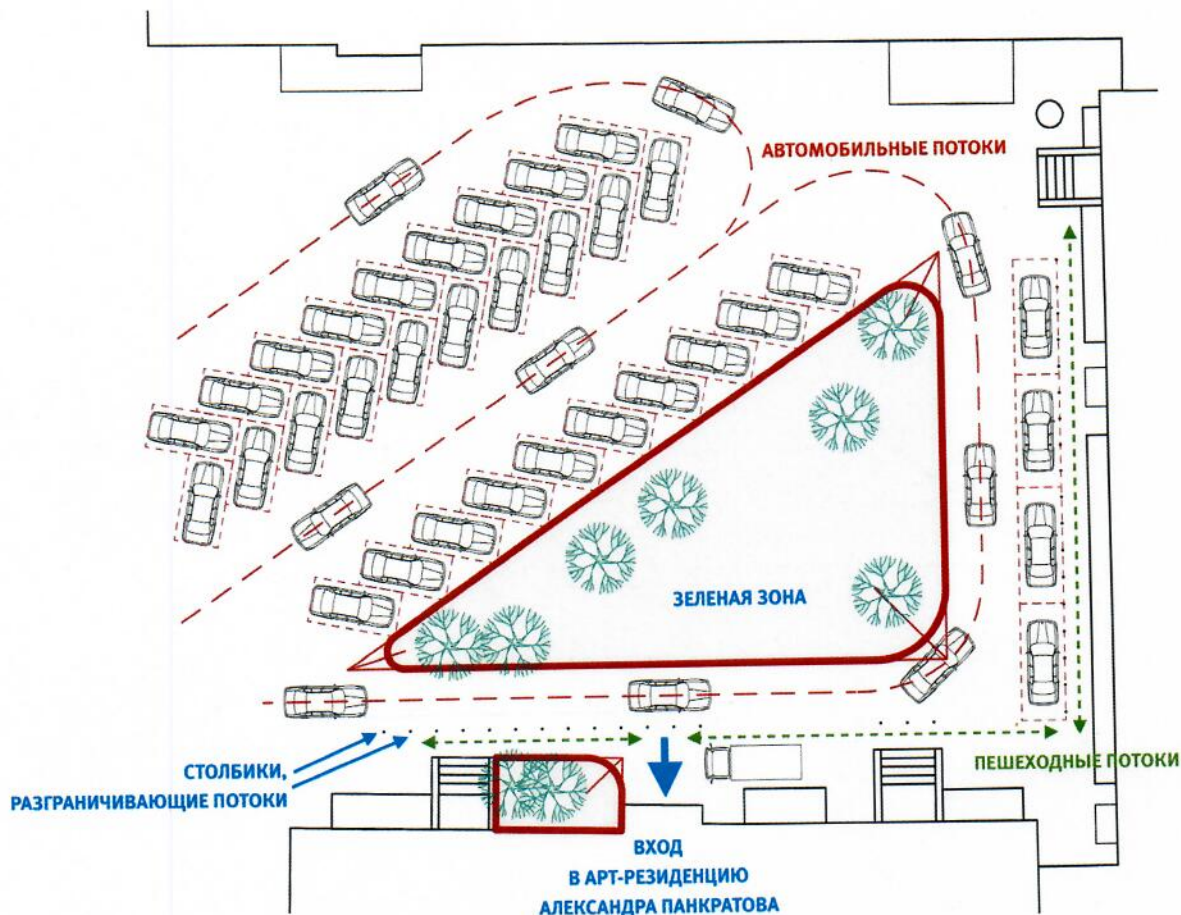 АВТОМОБИЛЬНЫЕ ПОТОКИ
ЗЕЛЕНАЯ ЗОНА
СТОЛБИКИ,
РАЗГРАНИЧИВАЮЩИЕ ПОТОКИ
ПЕШЕХОДНЫЕ ПОТОКИ
ВХОД
В АРТ-РЕЗИДЕНЦИЮ
АЛЕКСАНДРА ПАНКРАТОВА